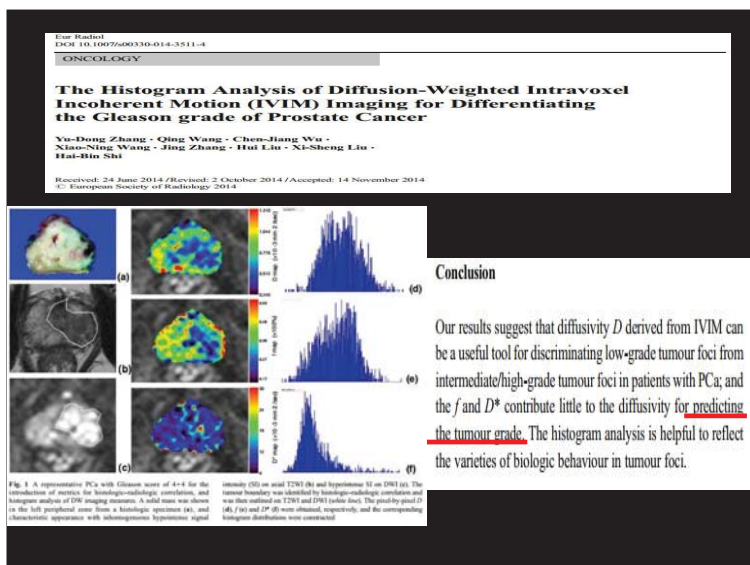 Eur Radiol
DOI 10.1007/s00330-014-3511-4
ONCOLOGY
The Histogram Analysis of Diffusion-Weighted Intravoxel
Incoherent Motion (IVIM) Imaging for Differentiating
the Gleason grade of Prostate Cancer
Yu-Dong Zhang · Qing Wang · Chen-Jiang Wu ·
Xiao-Ning Wang · Jing Zhang · Hui Liu · Xi-Sheng Liu ·
Hai-Bin Shi
Received: 24 June 2014 / Revised: 2 October 2014 / Accepted: 14 November 2014
© European Society of Radiology 2014
(a)
(b)
(c)
(d)
(e)
(f)
Fig. 1 A representative PCa with Gleason score of 4+4 for the
introduction of metrics for histologic-radiologic correlation, and
histogram analysis of DW imaging measures. A solid mass was shown
in the left peripheral zone from a histologic specimen (a), and
characteristic appearance with inhomogeneous hypointense signal
intensity (SI) on axial T2WI (b) and hyperintense SI on DWI (c). The
tumour boundary was identified by histologic-radiologic correlation and
was then outlined on T2WI and DWI (white line). The pixel-by-pixel D
(d), f (e) and D* (f) were obtained, respectively, and the corresponding
histogram distributions were constructed
Conclusion
Our results suggest that diffusivity D derived from IVIM can
be a useful tool for discriminating low-grade tumour foci from
intermediate/high-grade tumour foci in patients with PCa; and
the f and D* contribute little to the diffusivity for predicting
the tumour grade. The histogram analysis is helpful to reflect
the varieties of biologic behaviour in tumour foci.